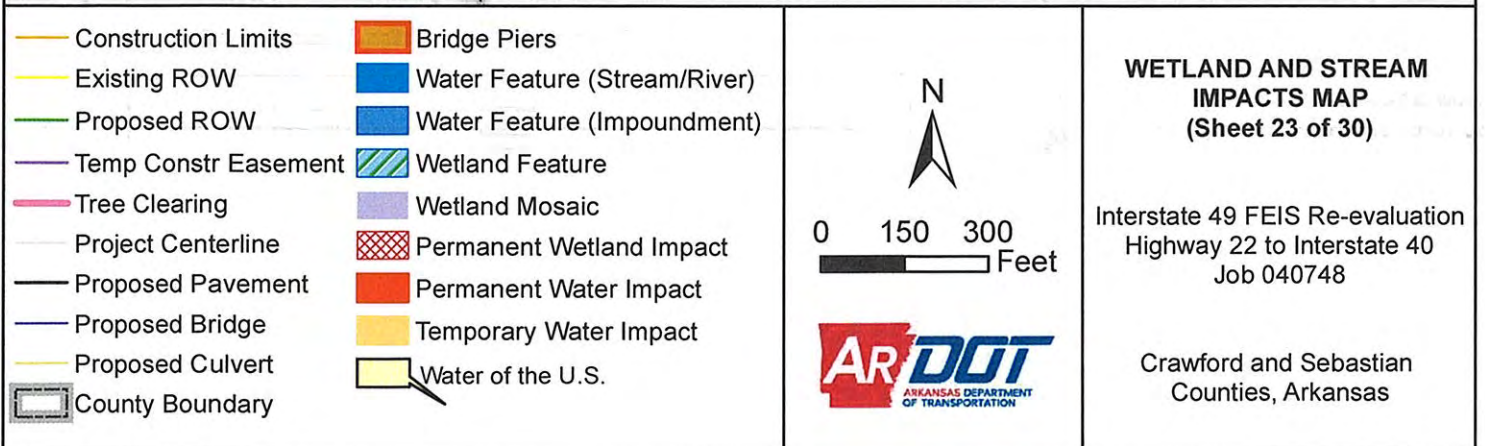 Construction Limits
Existing ROW
Proposed ROW
Temp Constr Easement
Tree Clearing
Project Centerline
Proposed Pavement
Proposed Bridge
Proposed Culvert
County Boundary
Bridge Piers
Water Feature (Stream/River)
Water Feature (Impoundment)
Wetland Feature
Wetland Mosaic
Permanent Wetland Impact
Permanent Water Impact
Temporary Water Impact
Water of the U.S.
N
0 150 300
Feet
ARDOT
ARKANSAS DEPARTMENT
OF TRANSPORTATION
WETLAND AND STREAM
IMPACTS MAP
(Sheet 23 of 30)
Interstate 49 FEIS Re-evaluation
Highway 22 to Interstate 40
Job 040748
Crawford and Sebastian
Counties, Arkansas